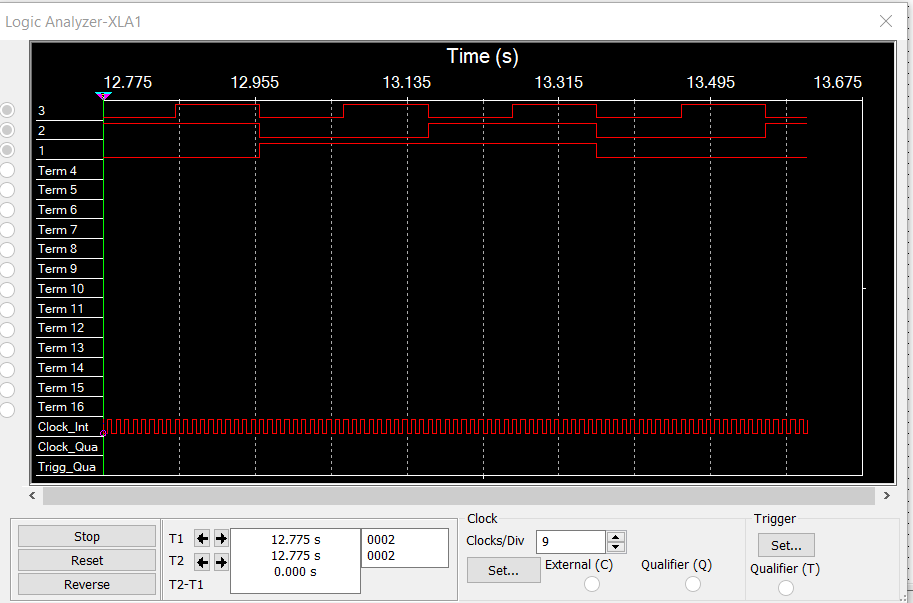 Logic Analyzer-XLA1
Time (s)
12.775 12.955 13.135 13.315 13.495 13.675
3
2
1
Term 4
Term 5
Term 6
Term 7
Term 8
Term 9
Term 10
Term 11
Term 12
Term 13
Term 14
Term 15
Term 16
Clock_Int
Clock_Qua
Trigg_Qua
Stop
Reset
Reverse
T1
T2
T2-T1
12.775 s
12.775 s
0.000 s
0002
0002
Clock
Clocks/Div 9
Set...
External (C)
Qualifier (Q)
Trigger
Set...
Qualifier (T)